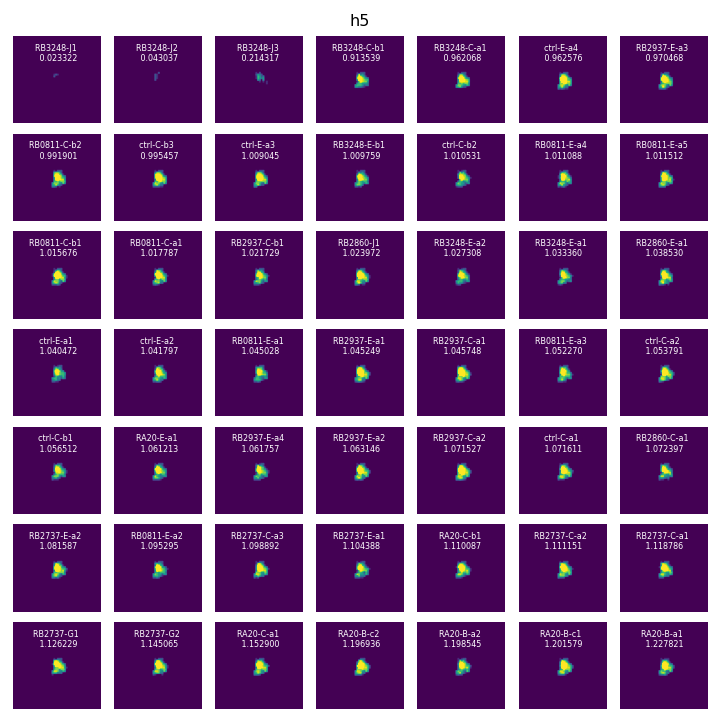 h5
RB3248-J1
0.023322
RB3248-J2
0.043037
RB3248-J3
0.214317
RB3248-C-b1
0.913539
RB3248-C-a1
0.962068
ctrl-E-a4
0.962576
RB2937-E-a3
0.970468
RB0811-C-b2
0.991901
ctrl-C-b3
0.995457
ctrl-E-a3
1.009045
RB3248-E-b1
1.009759
ctrl-C-b2
1.010531
RB0811-E-a4
1.011088
RB0811-E-a5
1.011512
RB0811-C-b1
1.015676
RB0811-C-a1
1.017787
RB2937-C-b1
1.021729
RB2860-J1
1.023972
RB3248-E-a2
1.027308
RB3248-E-a1
1.033360
RB2860-E-a1
1.038530
ctrl-E-a1
1.040472
ctrl-E-a2
1.041797
RB0811-E-a1
1.045028
RB2937-E-a1
1.045249
RB2937-C-a1
1.045748
RB0811-E-a3
1.052270
ctrl-C-a2
1.053791
ctrl-C-b1
1.056512
RA20-E-a1
1.061213
RB2937-E-a4
1.061757
RB2937-E-a2
1.063146
RB2937-C-a2
1.071527
ctrl-C-a1
1.071611
RB2860-C-a1
1.072397
RB2737-E-a2
1.081587
RB0811-E-a2
1.095295
RB2737-C-a3
1.098892
RB2737-E-a1
1.104388
RA20-C-b1
1.110087
RB2737-C-a2
1.111151
RB2737-C-a1
1.118786
RB2737-G1
1.126229
RB2737-G2
1.145065
RA20-C-a1
1.152900
RA20-B-c2
1.196936
RA20-B-a2
1.198545
RA20-B-c1
1.201579
RA20-B-a1
1.227821